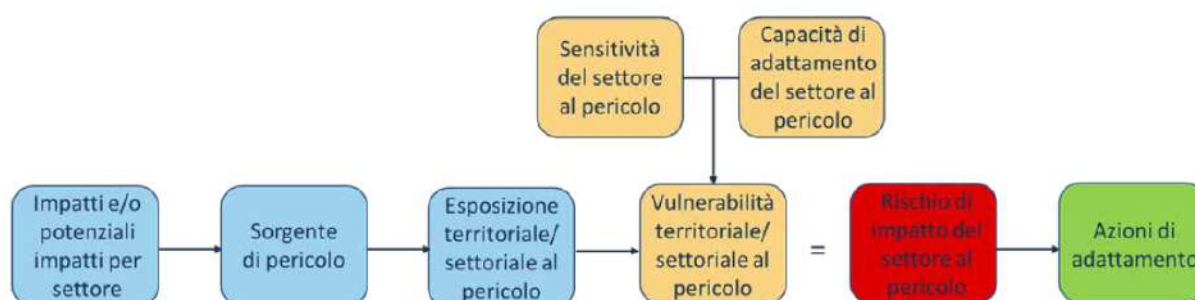 Sensitività
del settore
al pericolo
Capacità di
adattamento
del settore al
pericolo
Impatti e/o
potenziali
impatti per
settore
Sorgente
di pericolo
Esposizione
territoriale/
settoriale al
pericolo
Vulnerabilità
territoriale/
settoriale al
pericolo
=
Rischio di
impatto del
settore al
pericolo
Azioni di
adattamento